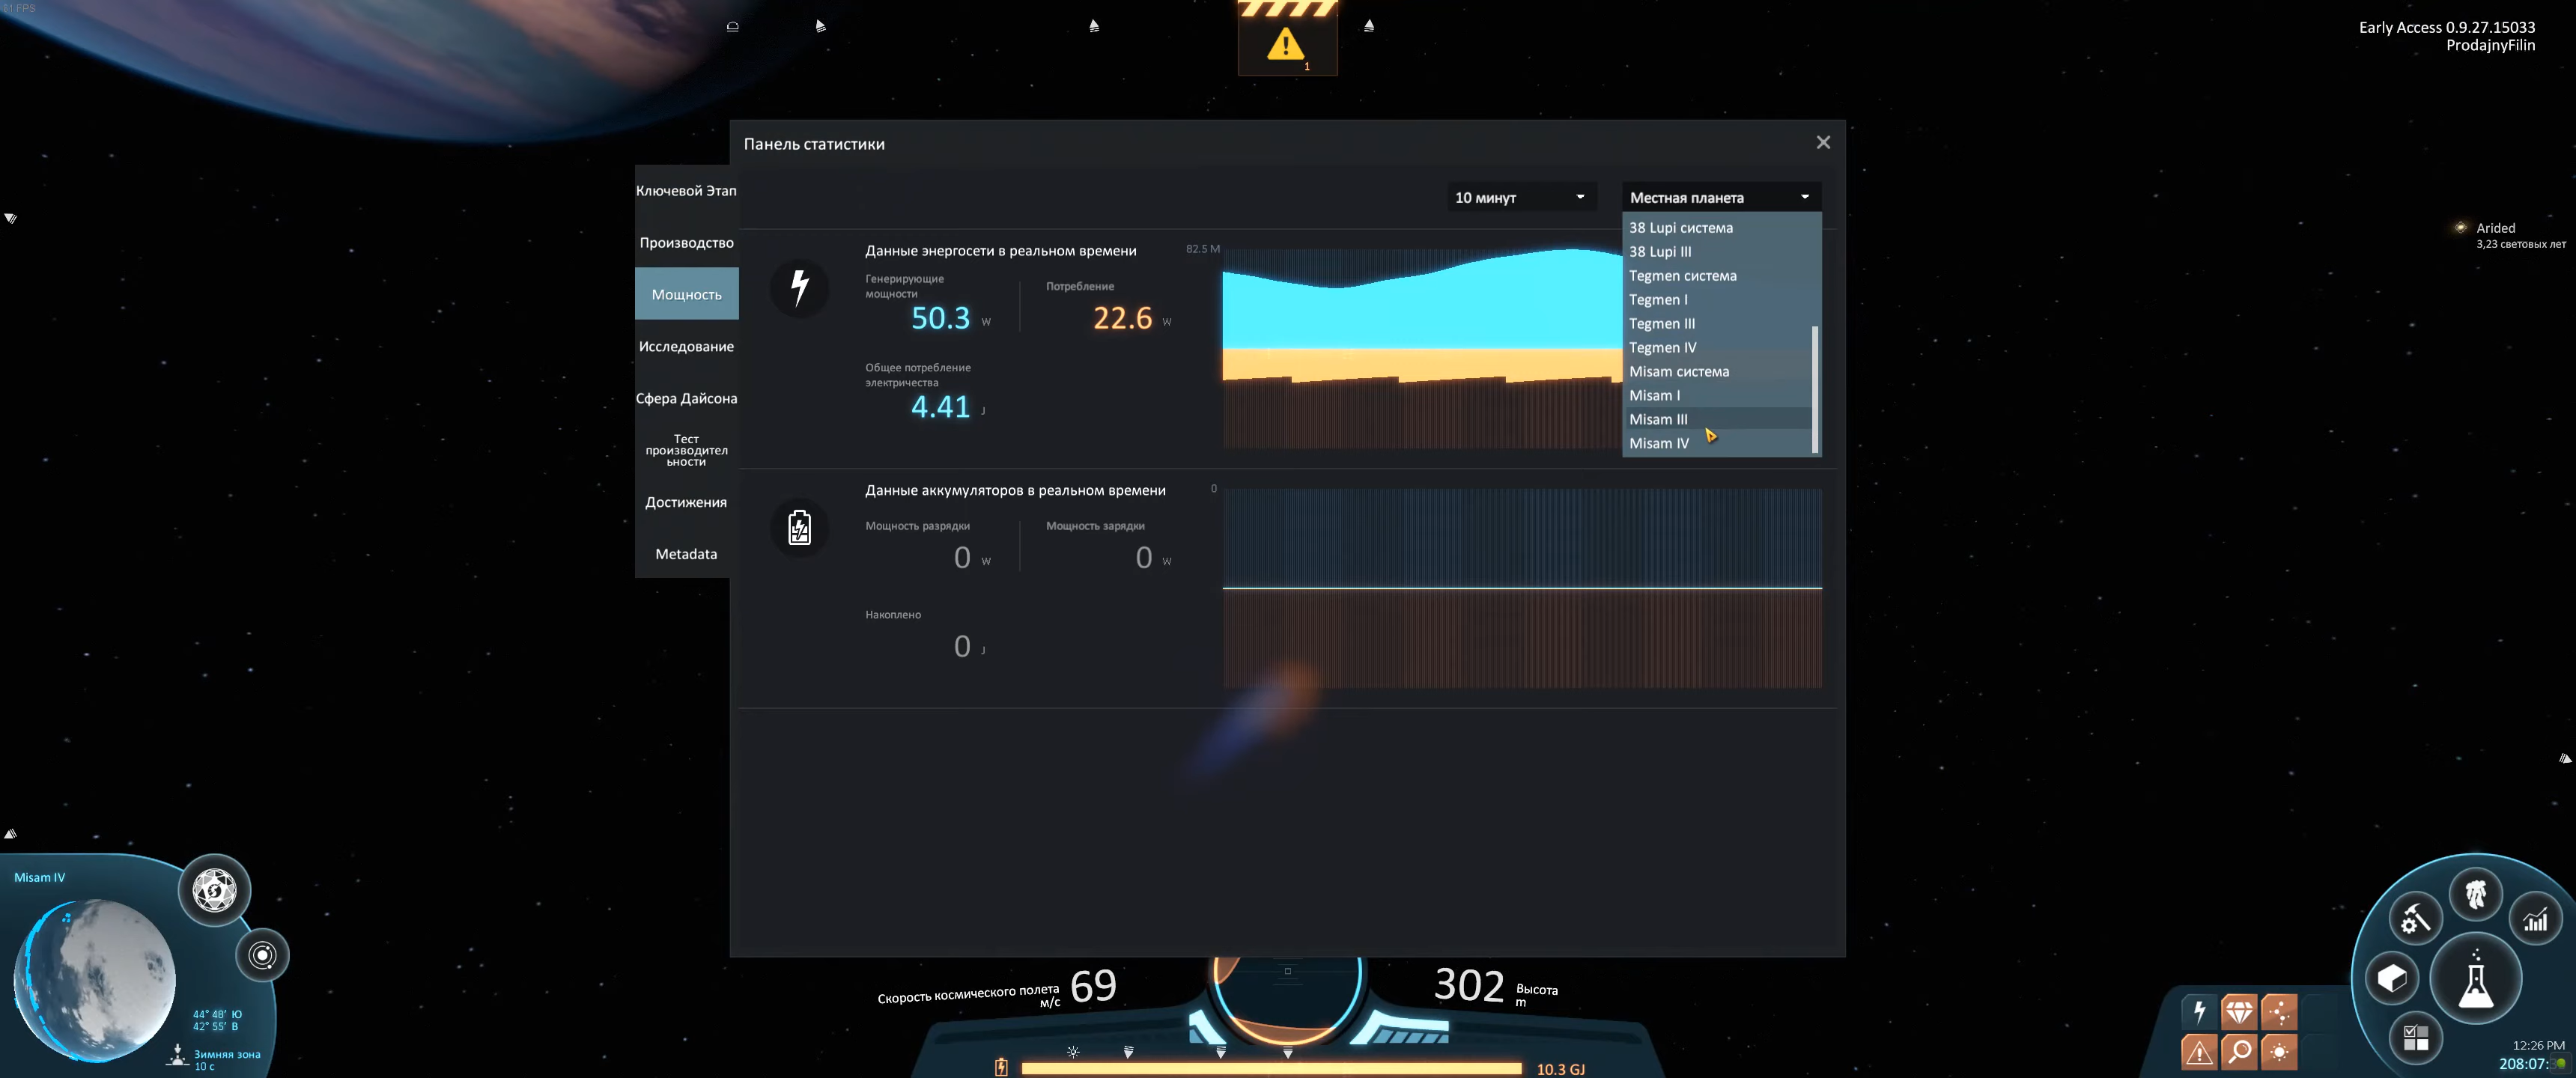 61 FPS
1
Early Access 0.9.27.15033
ProdajnyFilin
Панель статистики
Ключевой Этап
Производство
Мощность
Исследование
Сфера Дайсона
Тест
производител
ьности
Достижения
Metadata
10 минут
Местная планета
38 Lupi система
38 Lupi III
Tegmen система
Tegmen I
Tegmen III
Tegmen IV
Misam система
Misam I
Misam III
Misam IV
Данные энергосети в реальном времени
82.5 M
Генерирующие
мощности
50.3 W
Потребление
22.6 W
Общее потребление
электричества
4.41 J
Данные аккумуляторов в реальном времени
0
Мощность разрядки
0 W
Мощность зарядки
0 W
Накоплено
0 J
Arided
3,23 световых лет
Misam IV
44° 48' Ю
42° 55' В
Зимняя зона
10 с
Скорость космического полета
м/с
69
302
Высота
m
10.3 GJ
12:26 PM
208:07: